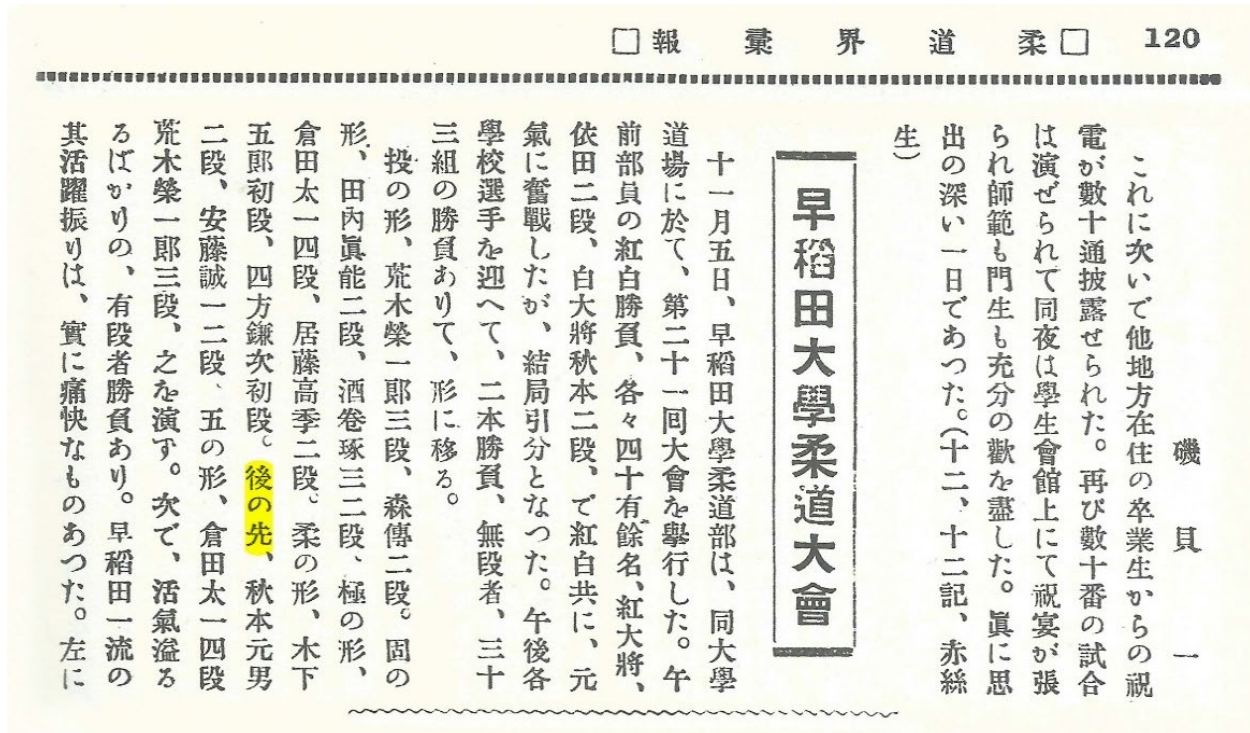 120
□柔道界彙報□
磯貝一
これに次いで他地方在住の卒業生からの祝
電が數十通披露せられた。再び數十番の試合
は演ぜられて同夜は學生會館上にて祝宴が張
られ師範も門生も充分の歡を盡した。眞に思
出の深い一日であつた。(十二、十二記、赤絲
生)
早稻田大學柔道大會
十一月五日、早稻田大學柔道部は、同大學
道場に於て、第二十一回大會を擧行した。午
前部員の紅白勝負、各々四十有餘名、紅大將、
依田二段、白大將秋本二段、で紅白共に、元
氣に奮戰したが、結局引分となつた。午後各
學校選手を迎へて、二本勝負、無段者、三十
三組の勝負ありて、形に移る。
投の形、荒木榮一郎三段、森傳二段。固の
形、田內眞能二段、酒卷琢三二段、極の形、
倉田太一四段、居藤高季二段。柔の形、木下
五郎初段、四方鎌次初段。後の先、秋本元男
二段、安藤誠一二段、五の形、倉田太一四段
荒木榮一郎三段、之を演ず。次で、活氣溢る
るばかりの、有段者勝負あり。早稻田一流の
其活躍振りは、實に痛快なものあつた。左に